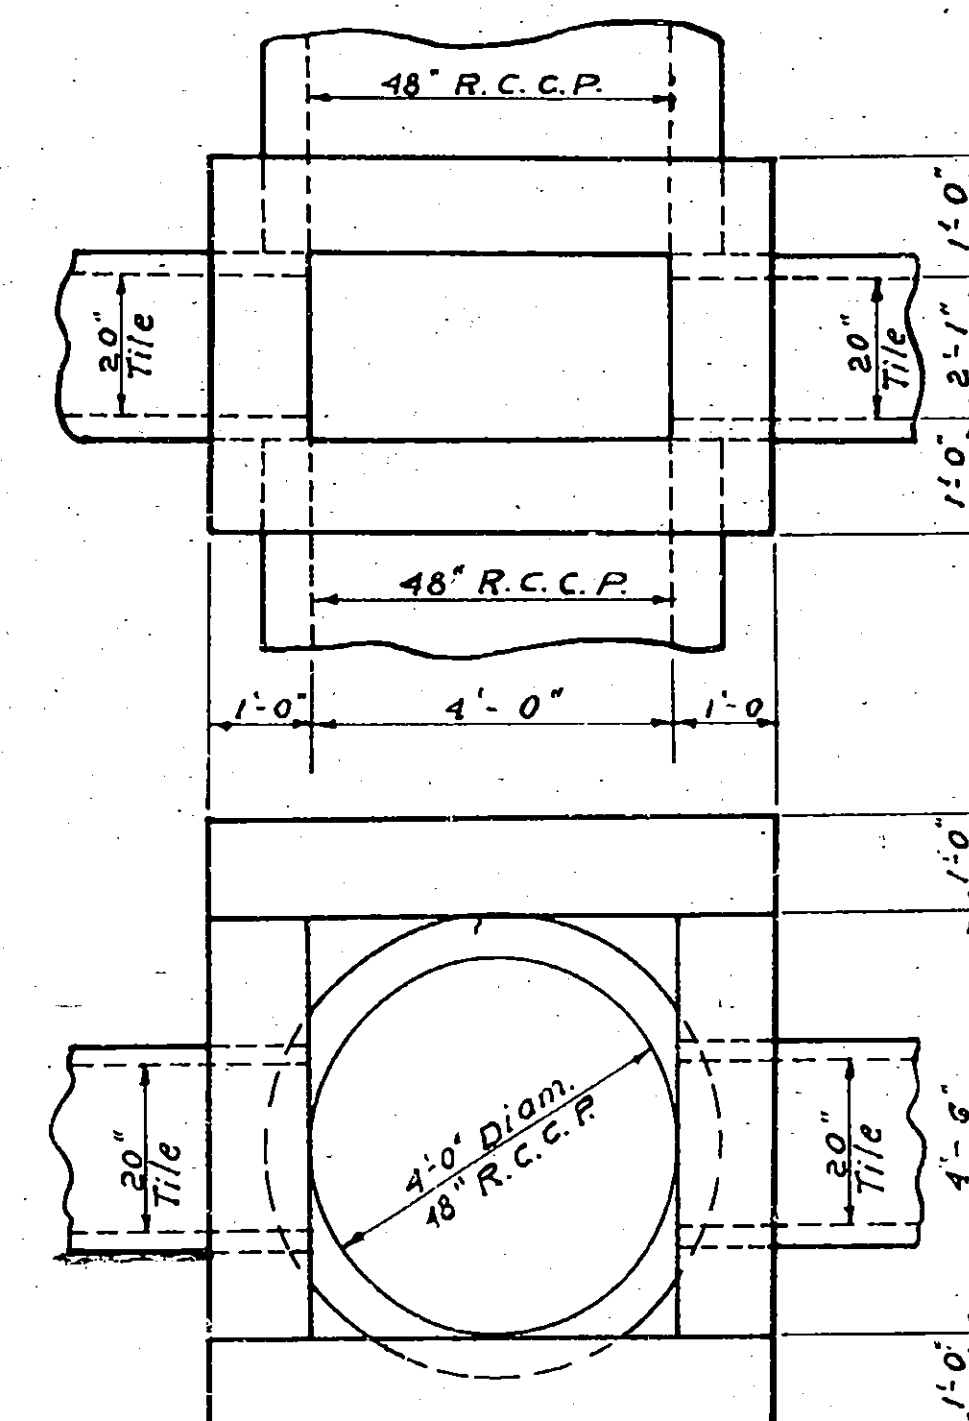 48" R.C.C.P.
1'-0"
20"
Tile
20"
Tile
2'-1"
1'-0"
48" R.C.C.P.
1'-0"
4'-0"
1'-0
1'-0"
4'-0" Diam.
48" R.C.C.P.
20"
Tile
20"
Tile
4'-6"
1'-0"